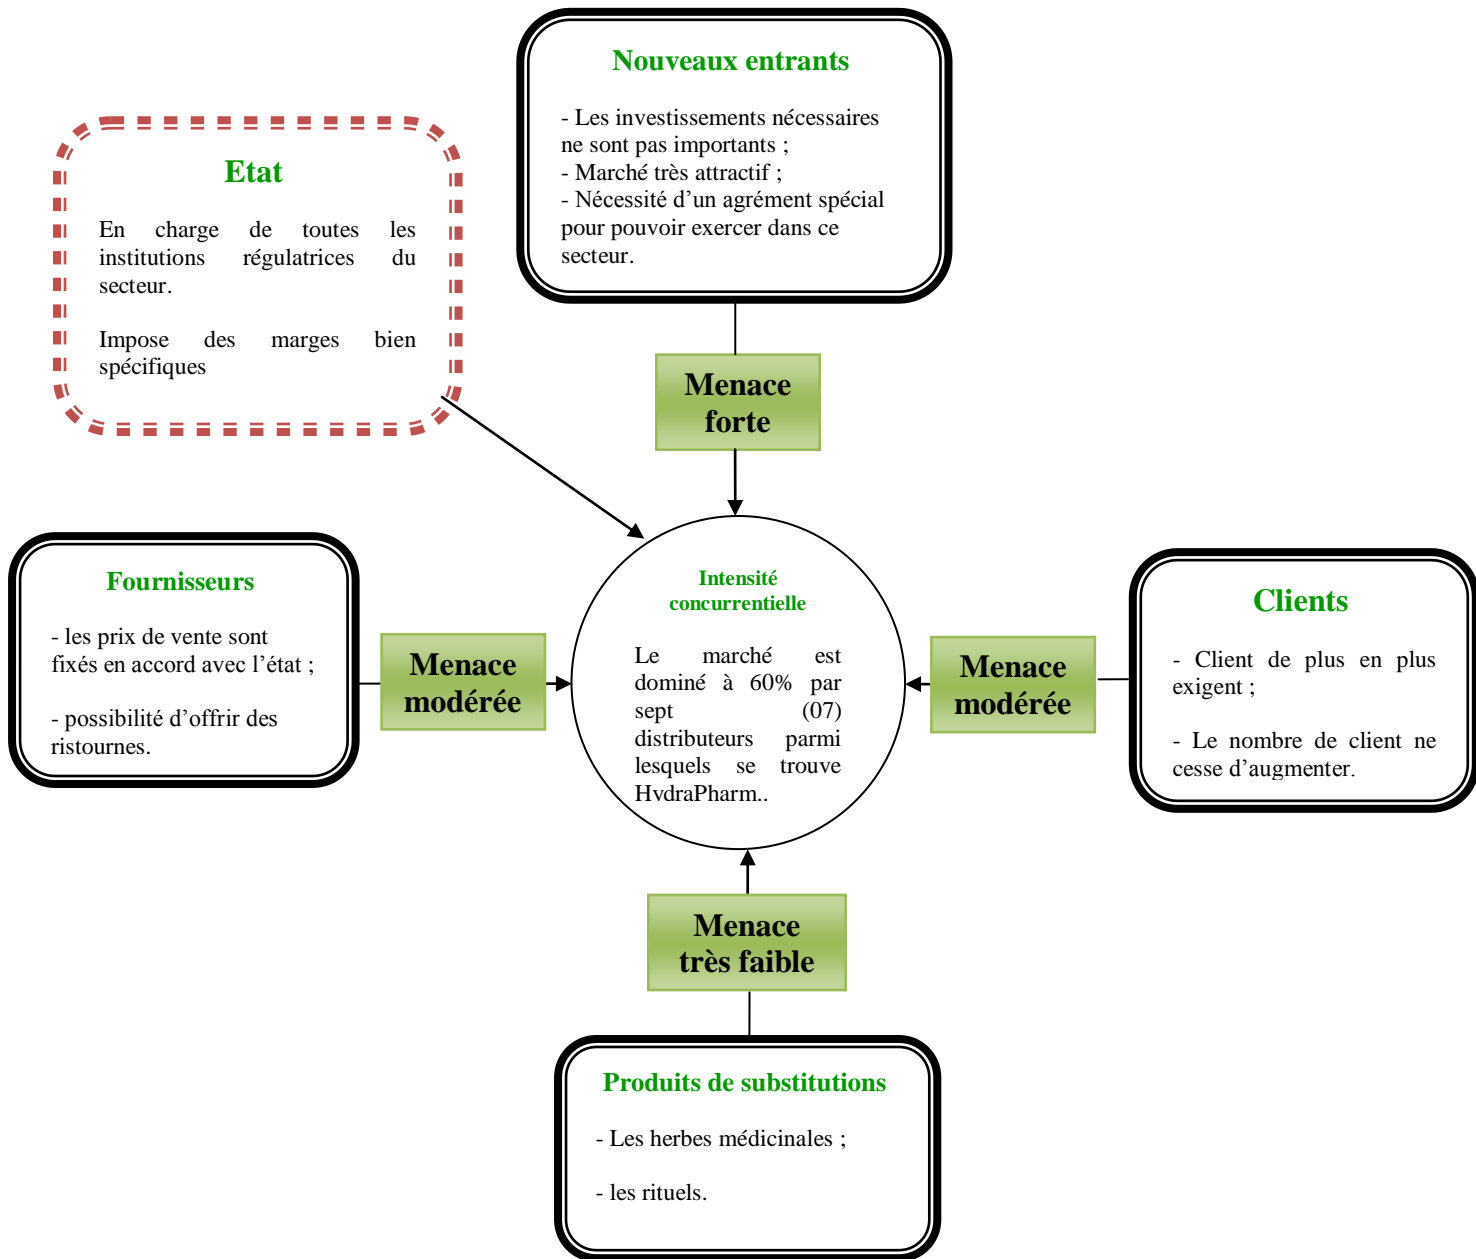 Nouveaux entrants
- Les investissements nécessaires
ne sont pas importants ;
- Marché très attractif ;
- Nécessité d’un agrément spécial
pour pouvoir exercer dans ce
secteur.
Etat
En charge de toutes les
institutions régulatrices du
secteur.
Impose des marges bien
spécifiques
Menace
forte
Fournisseurs
- les prix de vente sont
fixés en accord avec l’état ;
- possibilité d’offrir des
ristournes.
Menace
modérée
Intensité
concurrentielle
Le marché est
dominé à 60% par
sept (07)
distributeurs parmi
lesquels se trouve
HydraPharm..
Menace
modérée
Clients
- Client de plus en plus
exigent ;
- Le nombre de client ne
cesse d’augmenter.
Menace
très faible
Produits de substitutions
- Les herbes médicinales ;
- les rituels.